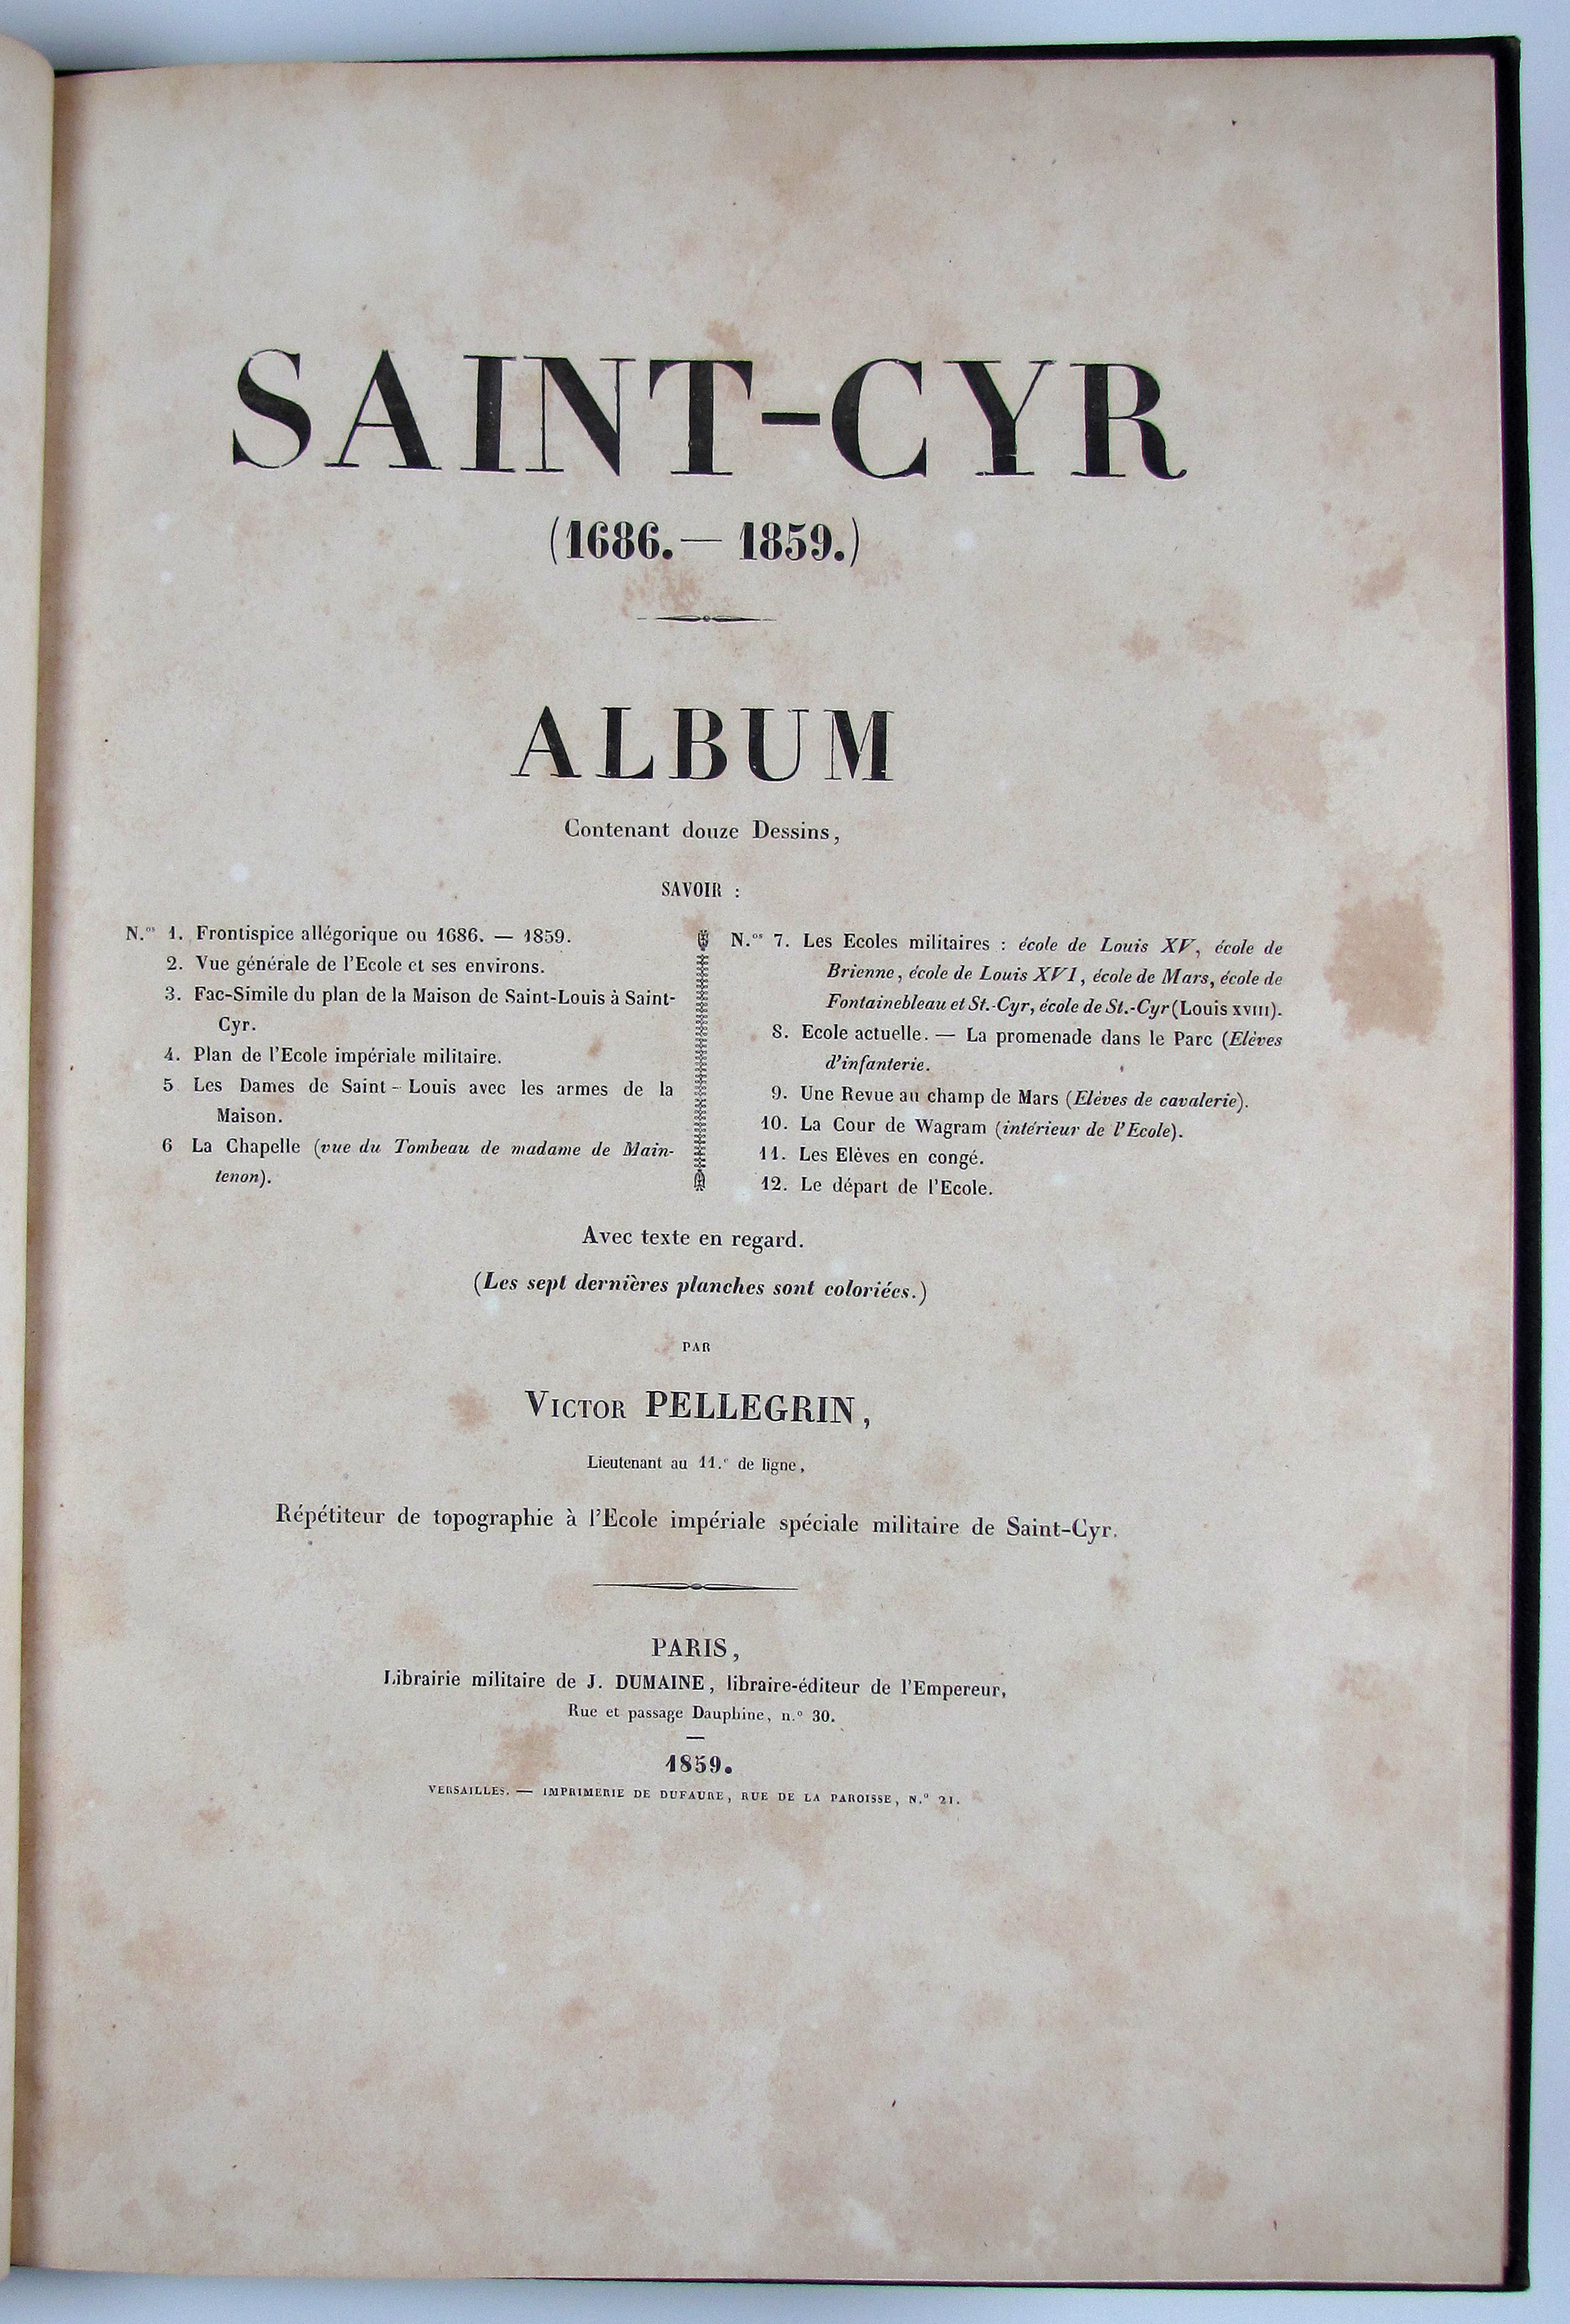 SAINT-CYR
(1686. — 1859.)
ALBUM
Contenant douze Dessins,
SAVOIR :
N.os 1. Frontispice allégorique ou 1686. — 1859.
2. Vue générale de l'Ecole et ses environs.
3. Fac-Simile du plan de la Maison de Saint-Louis à Saint-
Cyr.
4. Plan de l'Ecole impériale militaire.
5 Les Dames de Saint-Louis avec les armes de la
Maison.
6 La Chapelle (vue du Tombeau de madame de Main-
tenon).
N.os 7. Les Ecoles militaires : école de Louis XV, école de
Brienne, école de Louis XVI, école de Mars, école de
Fontainebleau et St.-Cyr, école de St.-Cyr (Louis XVIII).
8. Ecole actuelle. — La promenade dans le Parc (Elèves
d'infanterie.
9. Une Revue au champ de Mars (Elèves de cavalerie).
10. La Cour de Wagram (intérieur de l'Ecole).
11. Les Elèves en congé.
12. Le départ de l'Ecole.
Avec texte en regard.
(Les sept dernières planches sont coloriées.)
PAR
VICTOR PELLEGRIN,
Lieutenant au 11.e de ligne,
Répétiteur de topographie à l'Ecole impériale spéciale militaire de Saint-Cyr.
PARIS,
Librairie militaire de J. DUMAINE, libraire-éditeur de l'Empereur,
Rue et passage Dauphine, n.o 30.
1859.
VERSAILLES. — IMPRIMERIE DE DUFAURE, RUE DE LA PAROISSE, N.o 21.